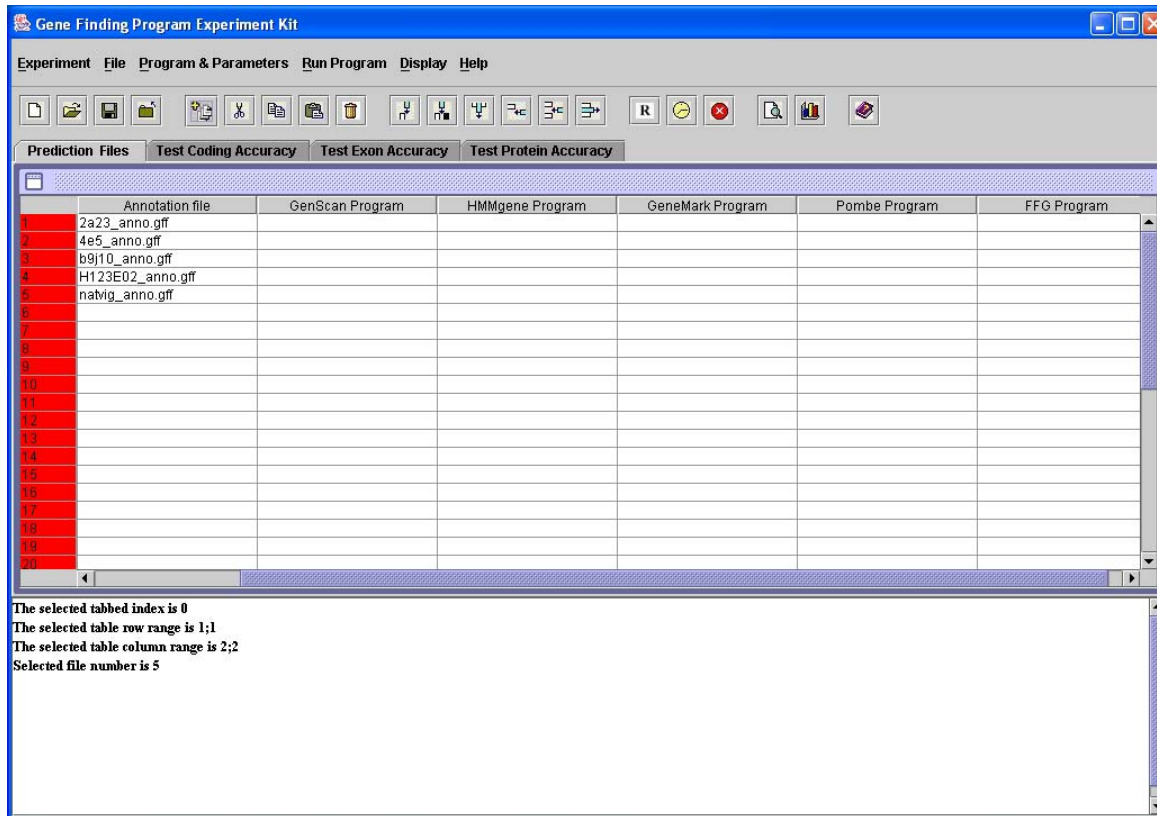 Gene Finding Program Experiment Kit
Experiment File Program & Parameters Run Program Display Help
R
Prediction Files Test Coding Accuracy Test Exon Accuracy Test Protein Accuracy
Annotation file GenScan Program HMMgene Program GeneMark Program Pombe Program FFG Program
1 2a23_anno.gff
2 4e5_anno.gff
3 b9j10_anno.gff
4 H123E02_anno.gff
5 natvig_anno.gff
6
7
8
9
10
11
12
13
14
15
16
17
18
19
20
The selected tabbed index is 0
The selected table row range is 1;1
The selected table column range is 2;2
Selected file number is 5